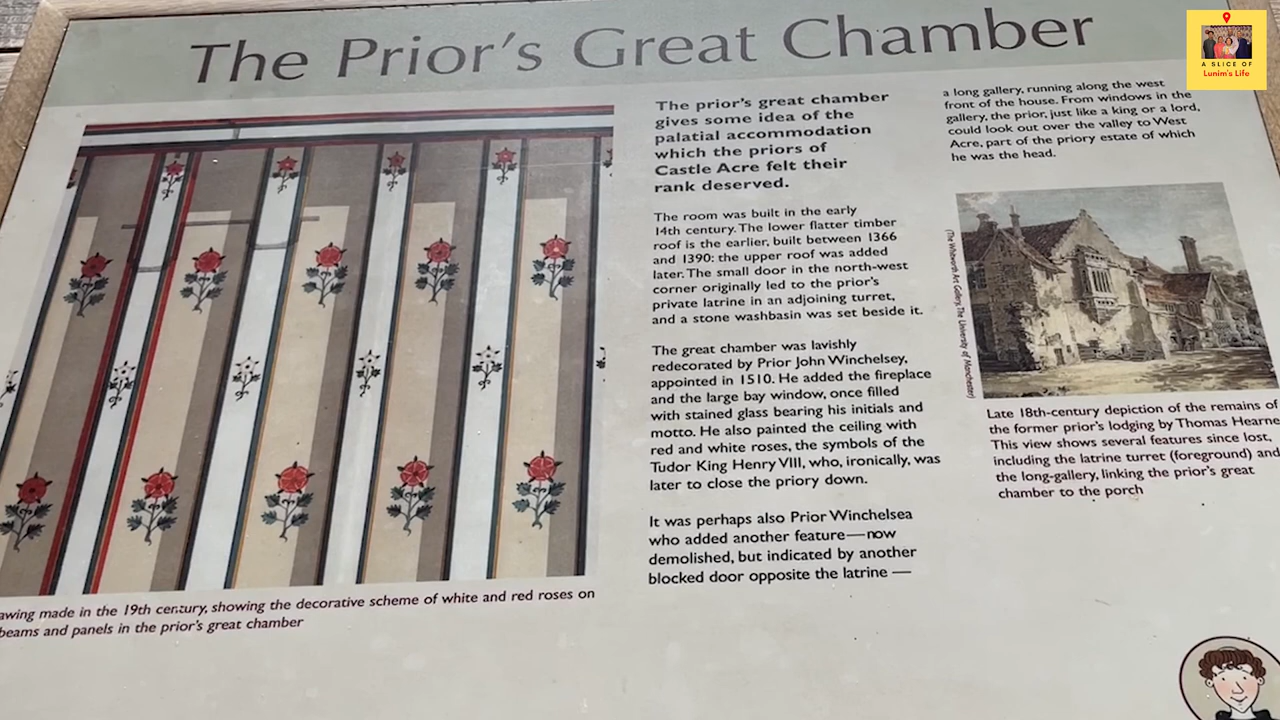 The Prior's Great Chamber
The prior's great chamber
gives some idea of the
palatial accommodation
which the priors of
Castle Acre felt their
rank deserved.
The room was built in the early
14th century. The lower flatter timber
roof is the earlier, built between 1366
and 1390: the upper roof was added
later. The small door in the north-west
corner originally led to the prior's
private latrine in an adjoining turret,
and a stone washbasin was set beside it.
The great chamber was lavishly
redecorated by Prior John Winchelsey,
appointed in 1510. He added the fireplace
and the large bay window, once filled
with stained glass bearing his initials and
motto. He also painted the ceiling with
red and white roses, the symbols of the
Tudor King Henry VIII, who, ironically, was
later to close the priory down.
It was perhaps also Prior Winchelsea
who added another feature—now
demolished, but indicated by another
blocked door opposite the latrine —
a long gallery, running along the west
front of the house. From windows in the
gallery, the prior, just like a king or a lord,
could look out over the valley to West
Acre, part of the priory estate of which
he was the head.
(The Whitworth Art Gallery, The University of Manchester)
Late 18th-century depiction of the remains of
the former prior's lodging by Thomas Hearne
This view shows several features since lost,
including the latrine turret (foreground) and
the long-gallery, linking the prior's great
chamber to the porch
awing made in the 19th century, showing the decorative scheme of white and red roses on
beams and panels in the prior's great chamber
A SLICE OF
Lunim's Life